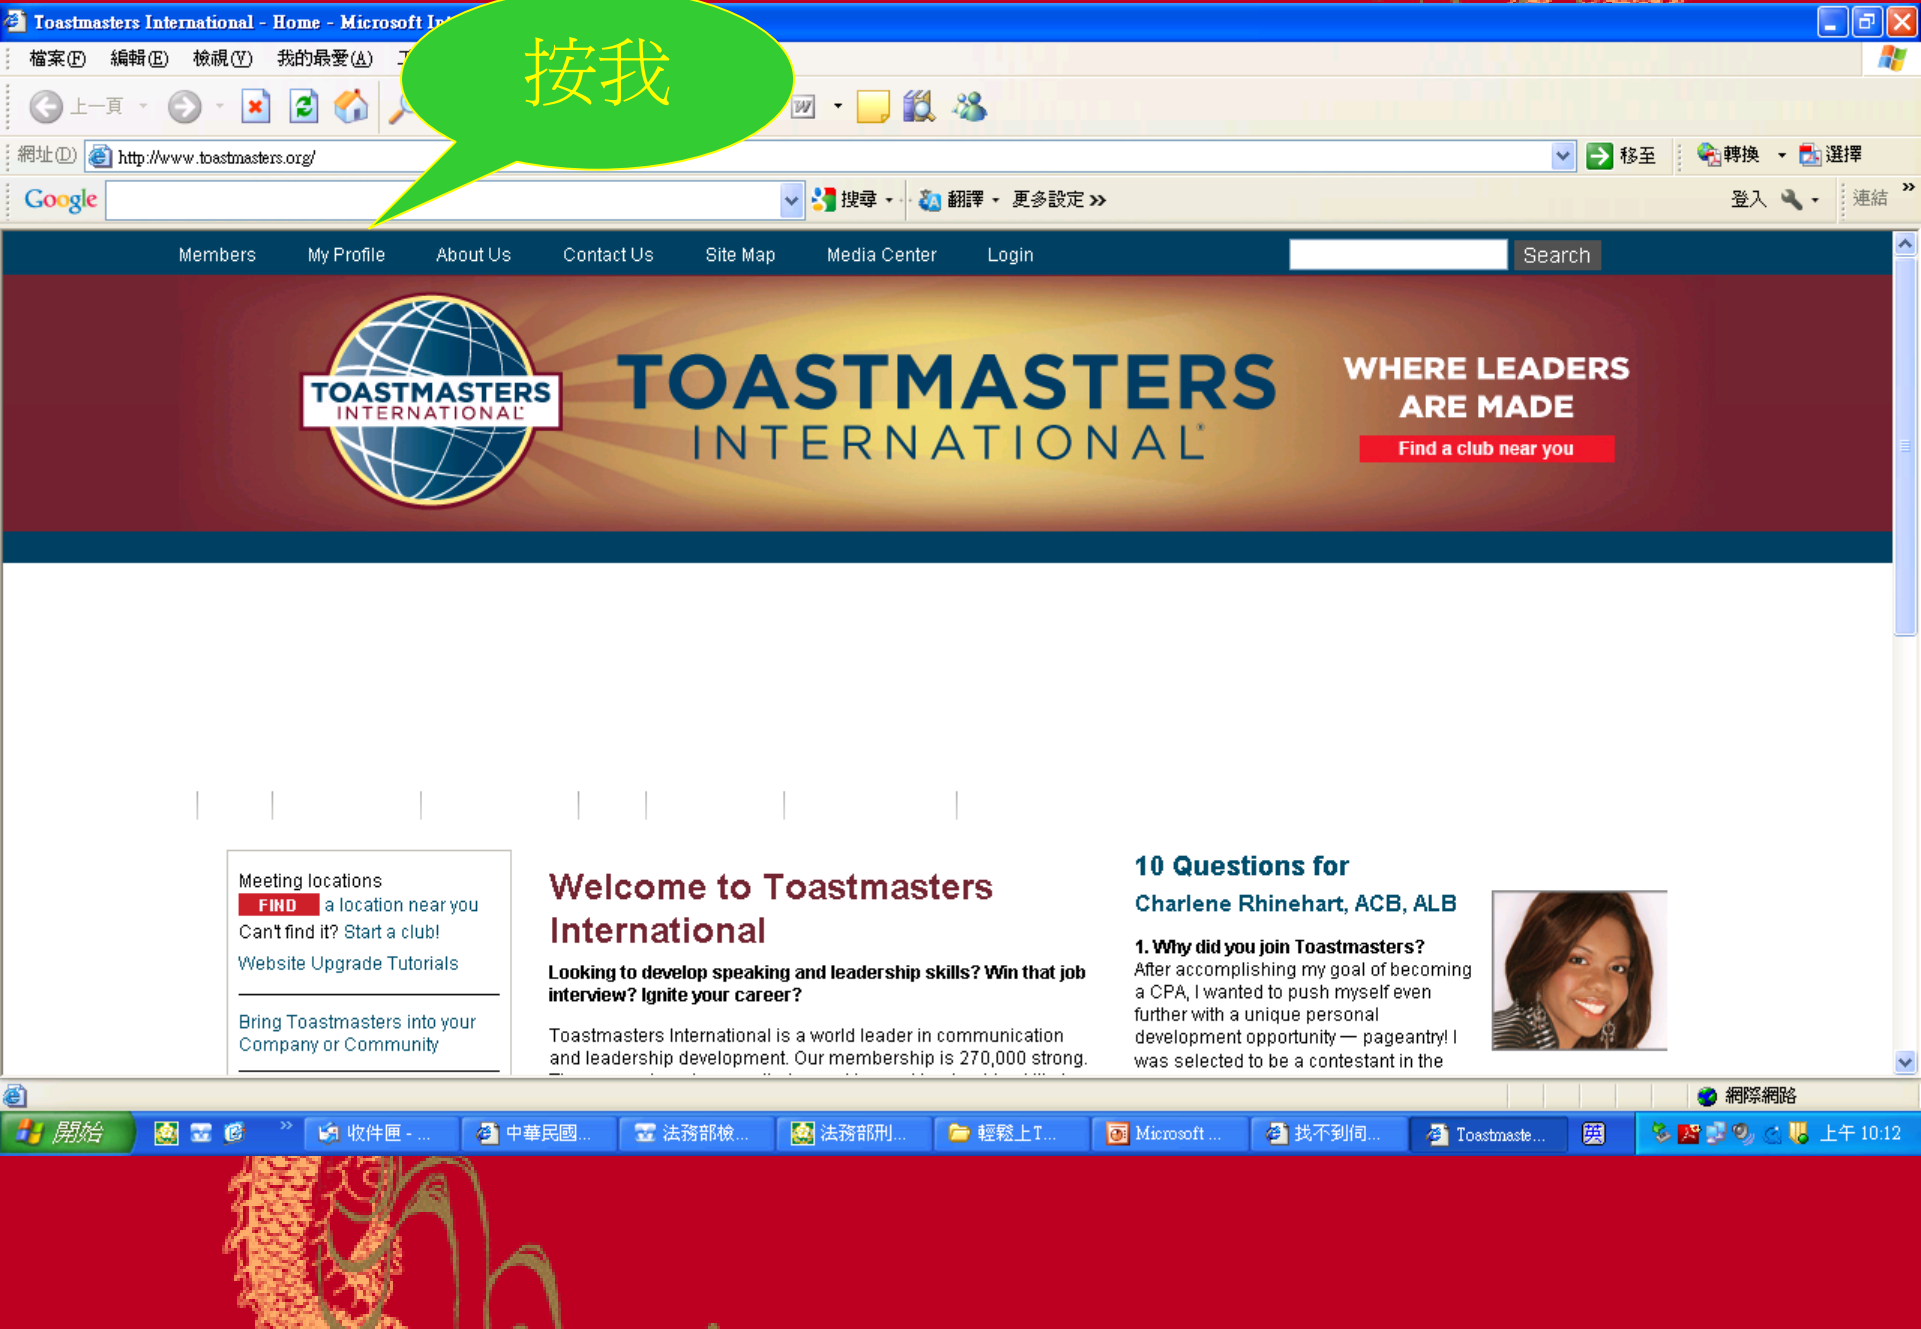 Toastmasters International - Home - Microsoft In
按我
檔案(F) 編輯(E) 檢視(V) 我的最愛(A)
上一頁
網址(D) http://www.toastmasters.org/ 移至 轉換 選擇
Google 搜尋 翻譯 更多設定 >> 登入 連結 »
Members My Profile About Us Contact Us Site Map Media Center Login Search
TOASTMASTERS
INTERNATIONAL
TOASTMASTERS
INTERNATIONAL®
WHERE LEADERS
ARE MADE
Find a club near you
Meeting locations
FIND a location near you
Can't find it? Start a club!
Website Upgrade Tutorials
Bring Toastmasters into your
Company or Community
Welcome to Toastmasters
International
Looking to develop speaking and leadership skills? Win that job
interview? Ignite your career?
Toastmasters International is a world leader in communication
and leadership development. Our membership is 270,000 strong.
10 Questions for
Charlene Rhinehart, ACB, ALB
1. Why did you join Toastmasters?
After accomplishing my goal of becoming
a CPA, I wanted to push myself even
further with a unique personal
development opportunity — pageantry! I
was selected to be a contestant in the
網際網路
開始 » 收件匣 - ... 中華民國... 法務部檢... 法務部刑... 輕鬆上T... Microsoft ... 找不到伺... Toastmaste... 英 上午 10:12